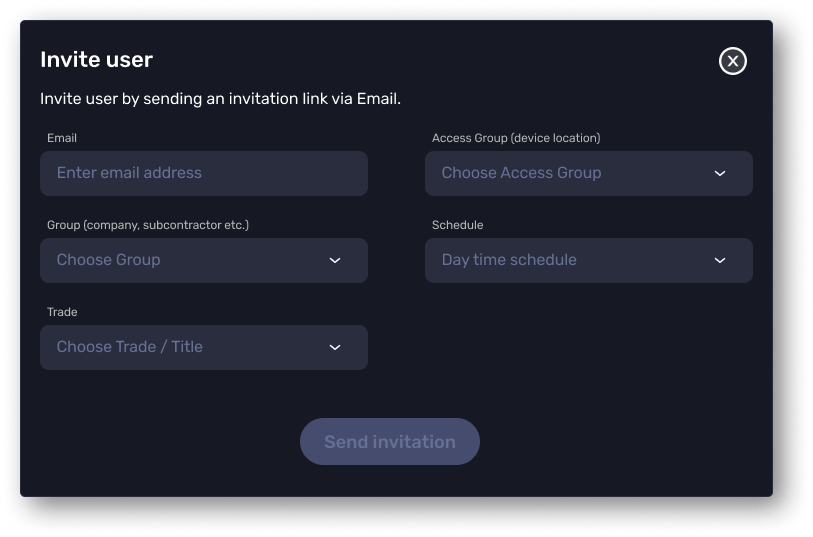 Invite user
X
Invite user by sending an invitation link via Email.
Email
Access Group (device location)
Enter email address
Choose Access Group
Group (company, subcontractor etc.)
Schedule
Choose Group
Day time schedule
Trade
Choose Trade / Title
Send invitation